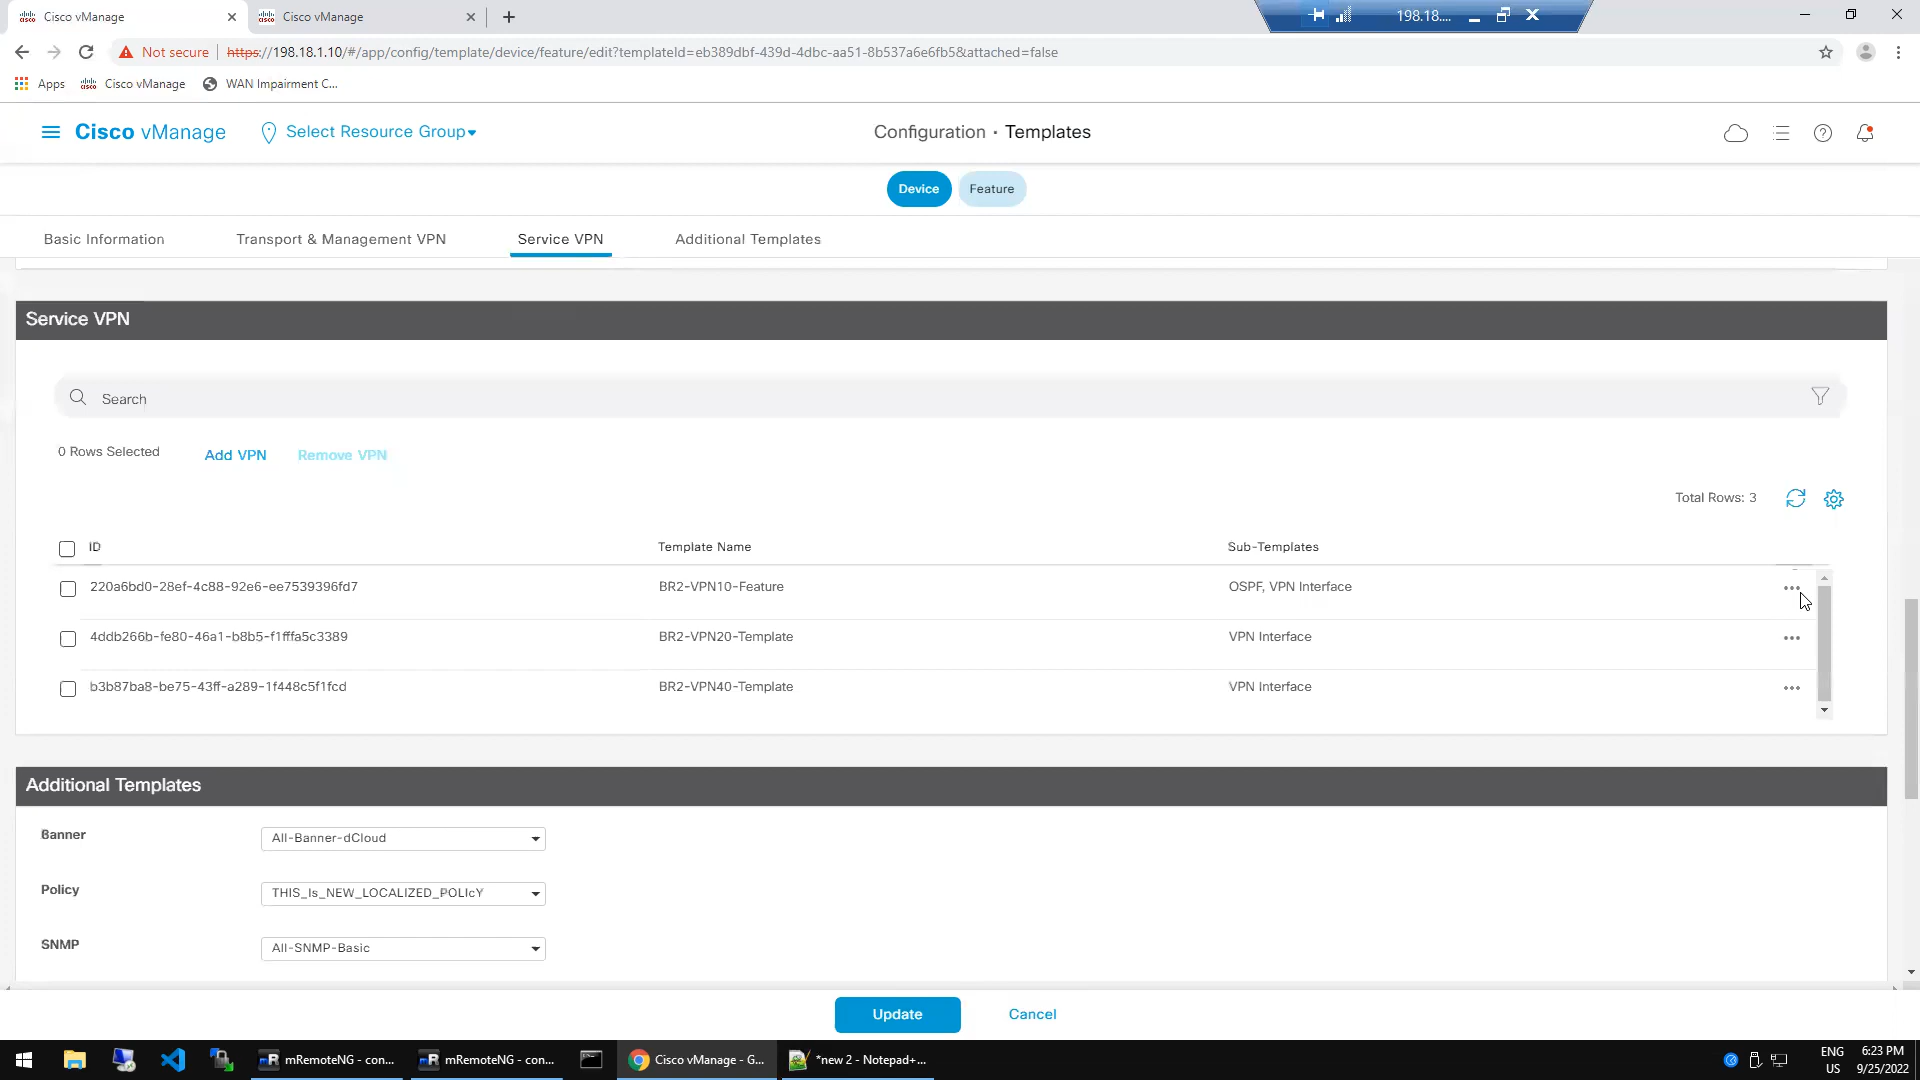 Cisco vManage
Cisco vManage
198.18....
Not secure
https://198.18.1.10/#/app/config/template/device/feature/edit?templateId=eb389dbf-439d-4dbc-aa51-8b537a6e6fb5&attached=false
Apps
Cisco vManage
WAN Impairment C...
Cisco vManage
Select Resource Group
Configuration · Templates
Device
Feature
Basic Information
Transport & Management VPN
Service VPN
Additional Templates
Service VPN
Search
0 Rows Selected
Add VPN
Remove VPN
Total Rows: 3
ID
Template Name
Sub-Templates
220a6bd0-28ef-4c88-92e6-ee7539396fd7
BR2-VPN10-Feature
OSPF, VPN Interface
4ddb266b-fe80-46a1-b8b5-f1fffa5c3389
BR2-VPN20-Template
VPN Interface
b3b87ba8-be75-43ff-a289-1f448c5f1fcd
BR2-VPN40-Template
VPN Interface
Additional Templates
Banner
All-Banner-dCloud
Policy
THIS_Is_NEW_LOCALIZED_POLIcY
SNMP
All-SNMP-Basic
Update
Cancel
mRemoteNG - con...
mRemoteNG - con...
Cisco vManage - G...
*new 2 - Notepad+...
ENG
US
6:23 PM
9/25/2022